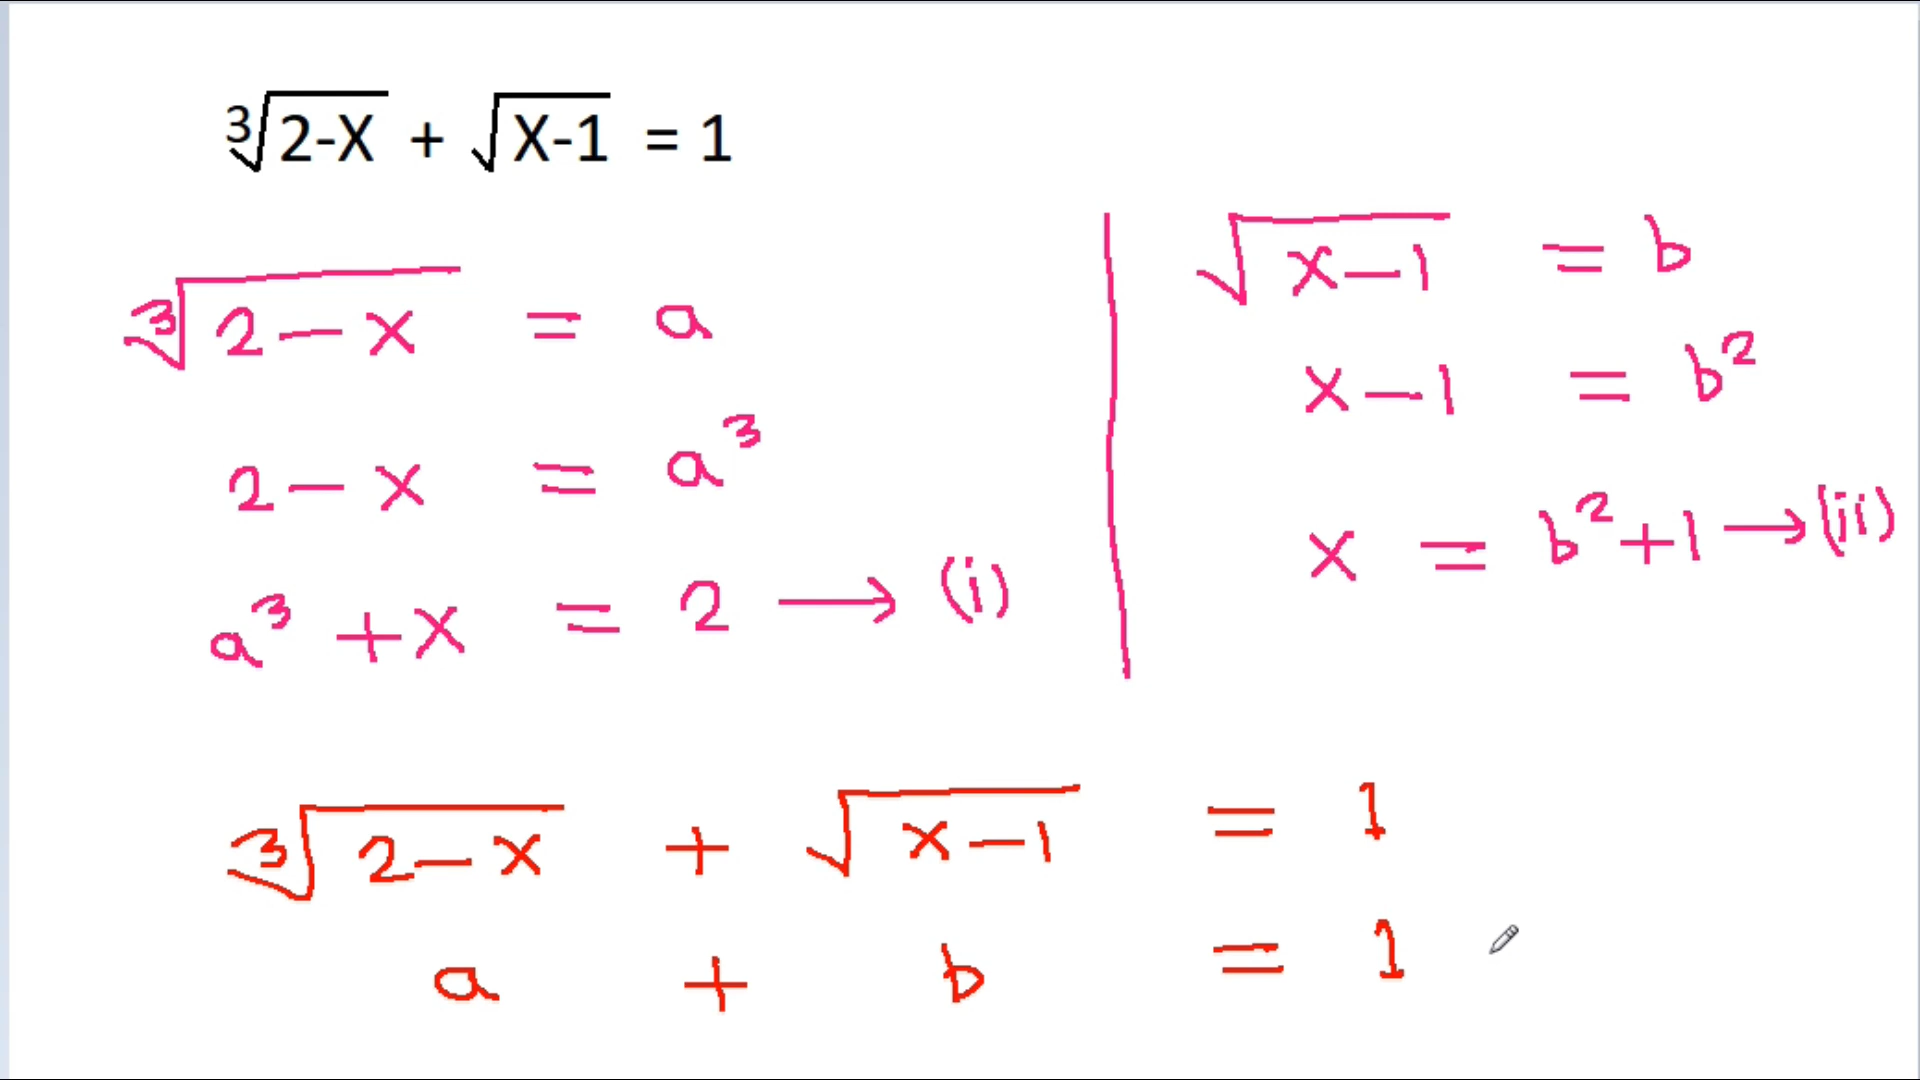 ∛(2-X) + √(X-1) = 1
∛(2-x) = a
2-x = a³
a³+x = 2 → (i)
√(x-1) = b
x-1 = b²
x = b²+1 → (ii)
∛(2-x) + √(x-1) = 1
a + b = 1